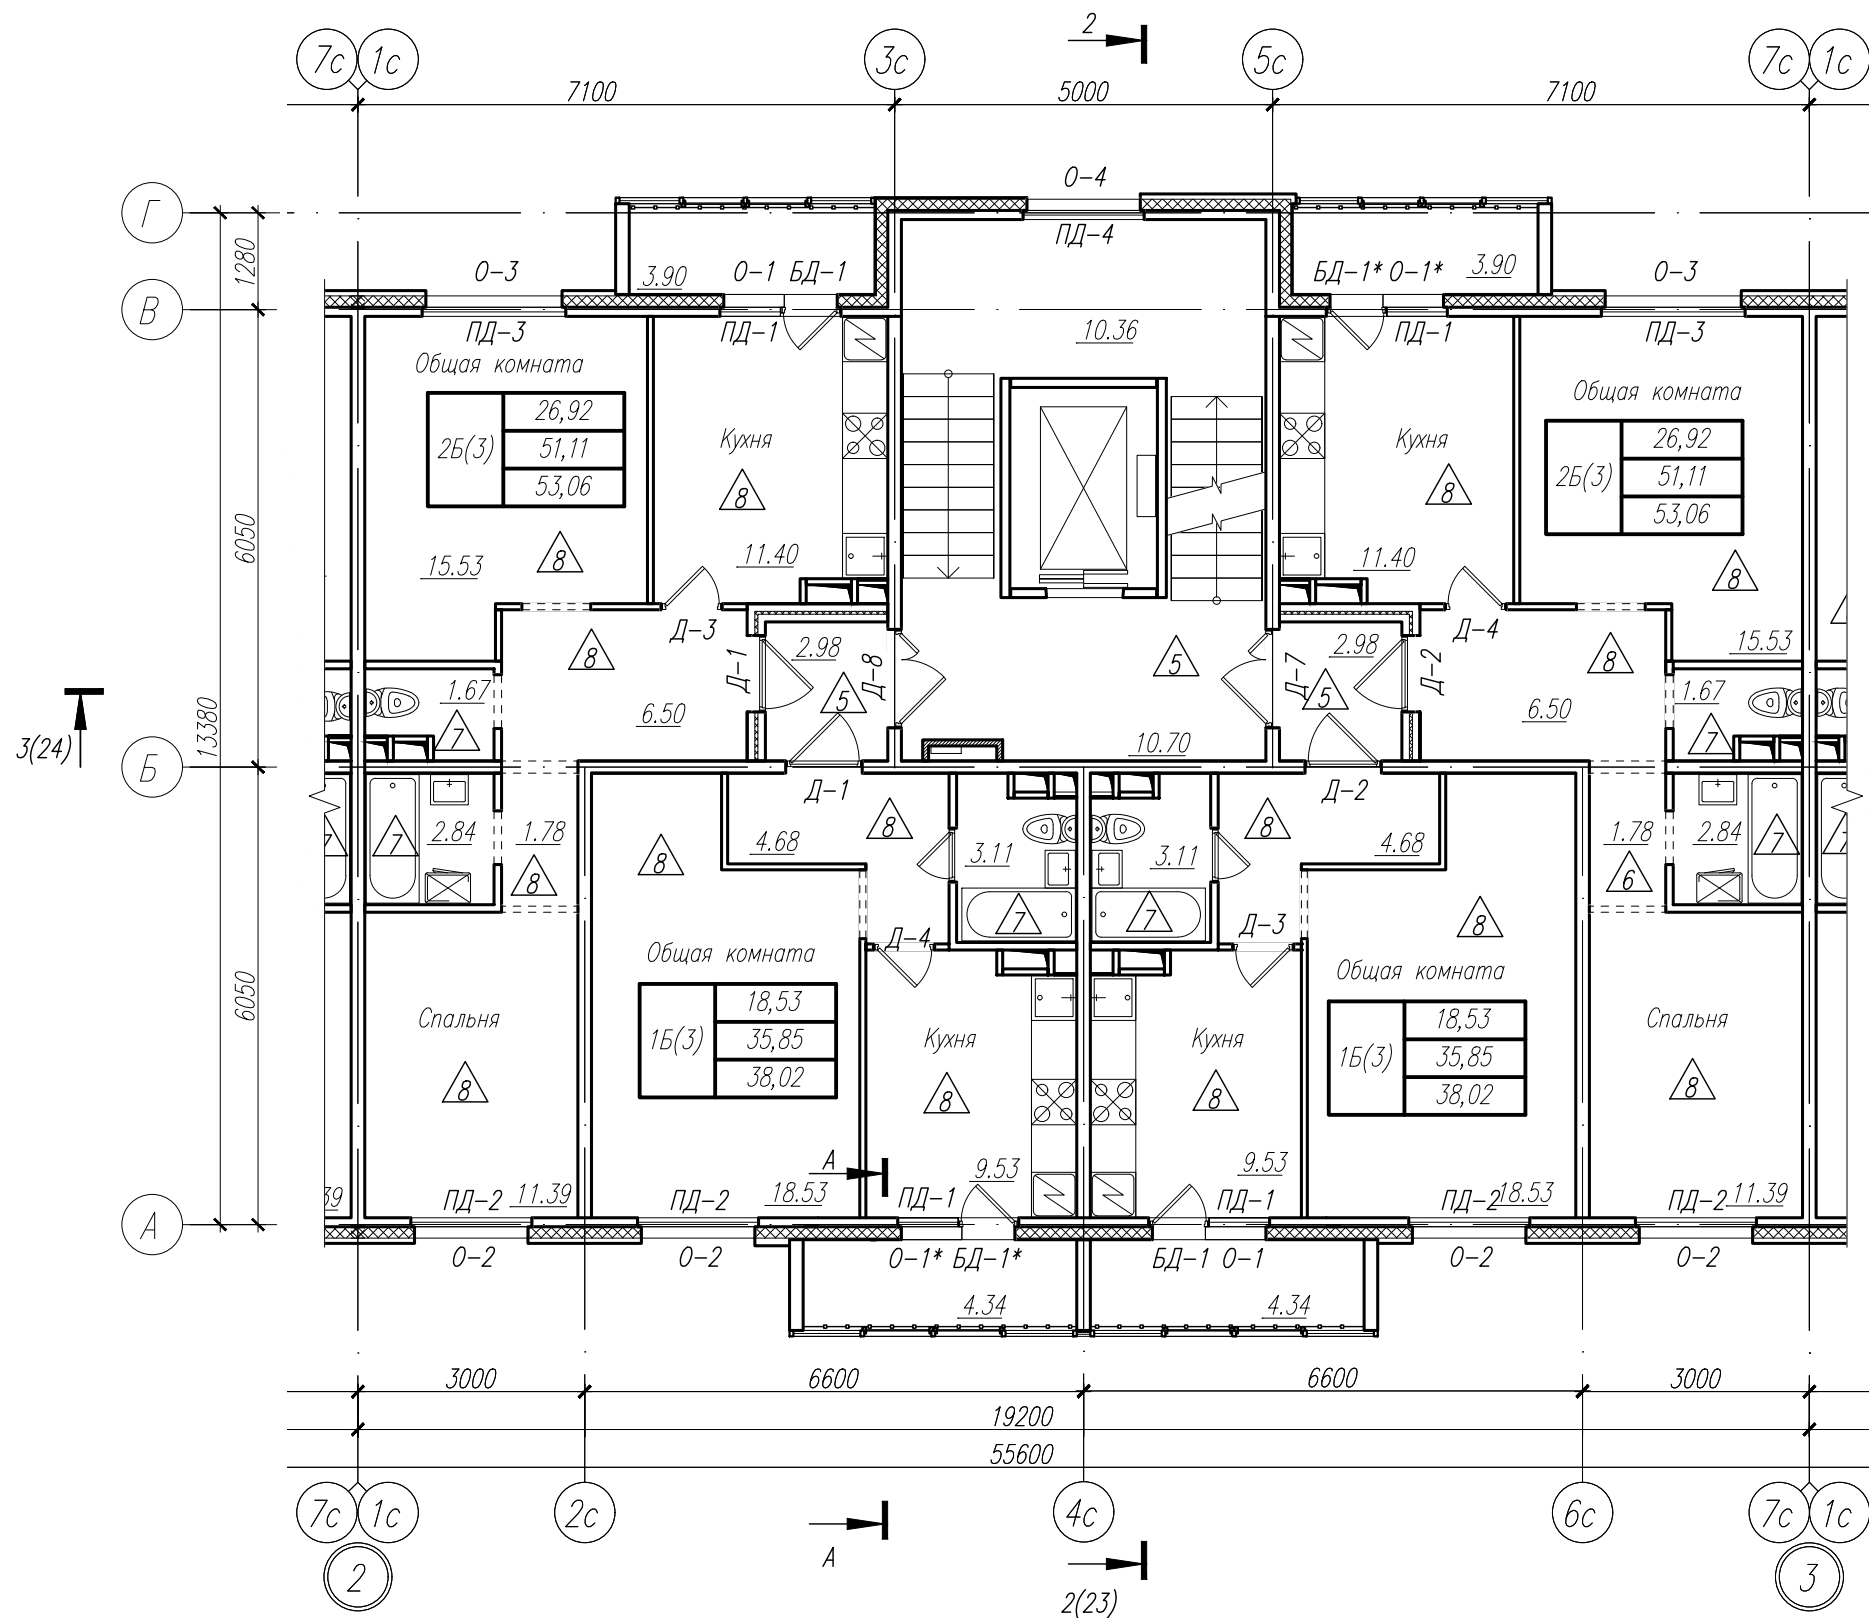 2
7с 1с 3с 5с 7с 1с
7100 5000 7100
О-4
Г
ПД-4
1280
О-3 3.90 О-1 БД-1 БД-1* О-1* 3.90 О-3
В
ПД-3 ПД-1 10.36 ПД-1 ПД-3
Общая комната Общая комната
2Б(3) 26,92 51,11 53,06
2Б(3) 26,92 51,11 53,06
Кухня Кухня
8 8
6050
15.53 8 11.40 11.40 8
Д-3 Д-4
8 Д-1 2.98 Д-8 5 Д-7 2.98 Д-2 8 15.53
1.67 5 5 1.67
13380 7 6.50 6.50 7
3(24)
10.70
Б
Д-1 Д-2
7 7 2.84 1.78 8 4.68 8 3.11 3.11 8 4.68 1.78 2.84 7 7
8 6
7 7
8
Д-4 Д-3
Общая комната Общая комната
6050
1Б(3) 18,53 35,85 38,02
1Б(3) 18,53 35,85 38,02
Спальня Кухня Кухня Спальня
8 8 8 8
А 9.53 9.53
39 ПД-2 11.39 ПД-2 18.53 ПД-1 ПД-1 ПД-2 18.53 ПД-2 11.39
А
О-2 О-2 О-1* БД-1* БД-1 О-1 О-2 О-2
4.34 4.34
3000 6600 6600 3000
19200
55600
7с 1с 2с 4с 6с 7с 1с
А
2 3
2(23)